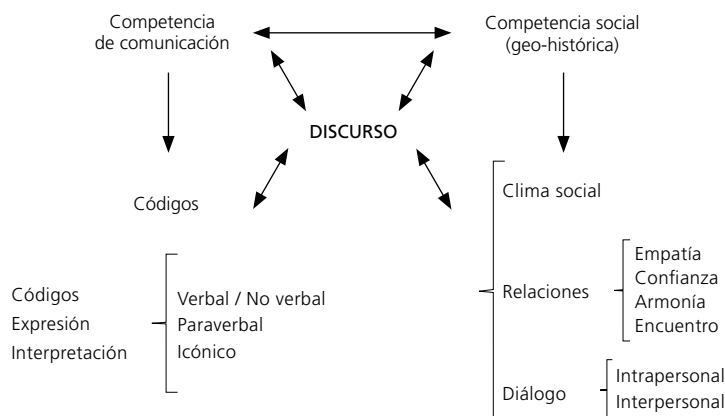 Competencia
de comunicación
Competencia social
(geo-histórica)
DISCURSO
Códigos
Códigos
Expresión
Interpretación
Verbal / No verbal
Paraverbal
Icónico
Clima social
Relaciones
Empatía
Confianza
Armonía
Encuentro
Diálogo
Intrapersonal
Interpersonal